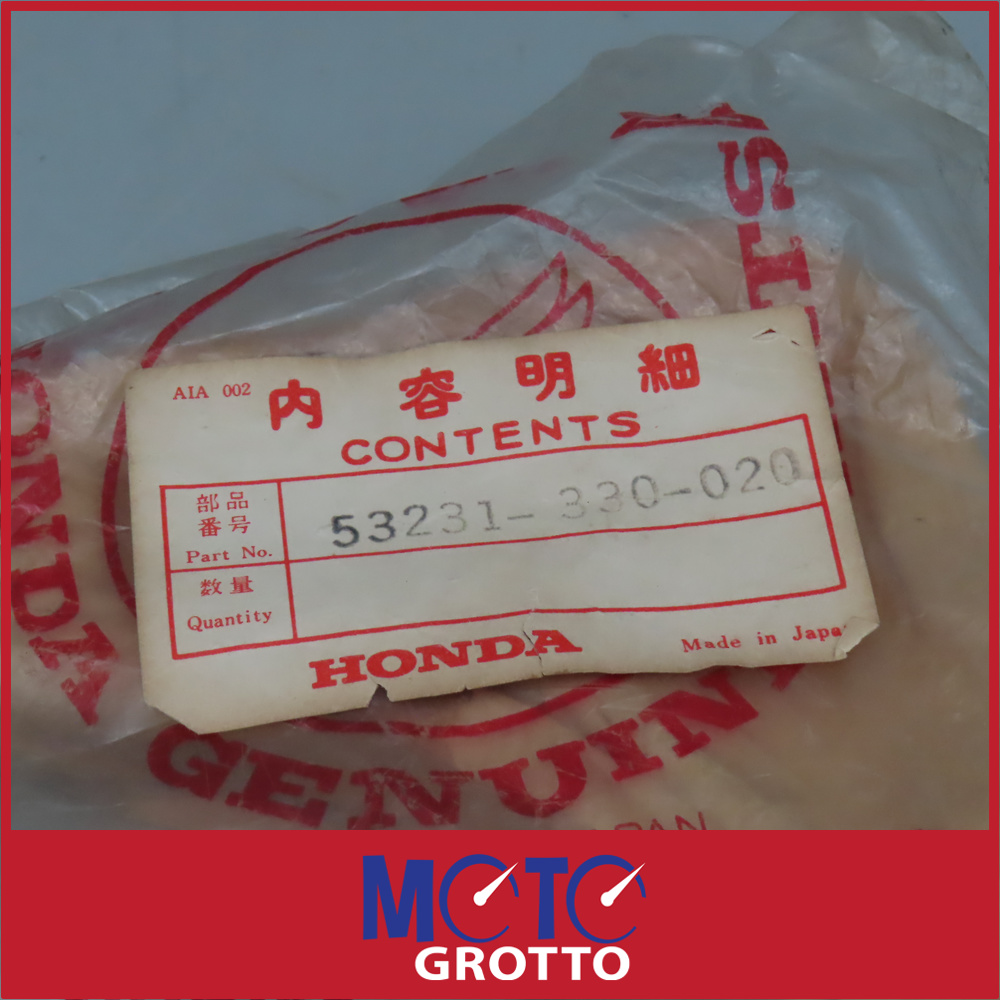 AIA 002
内容明細
CONTENTS
部品
番号
Part No.
53231-330-020
数量
Quantity
HONDA
Made in Japa
HONDA
GENUIN
MOTO
GROTTO